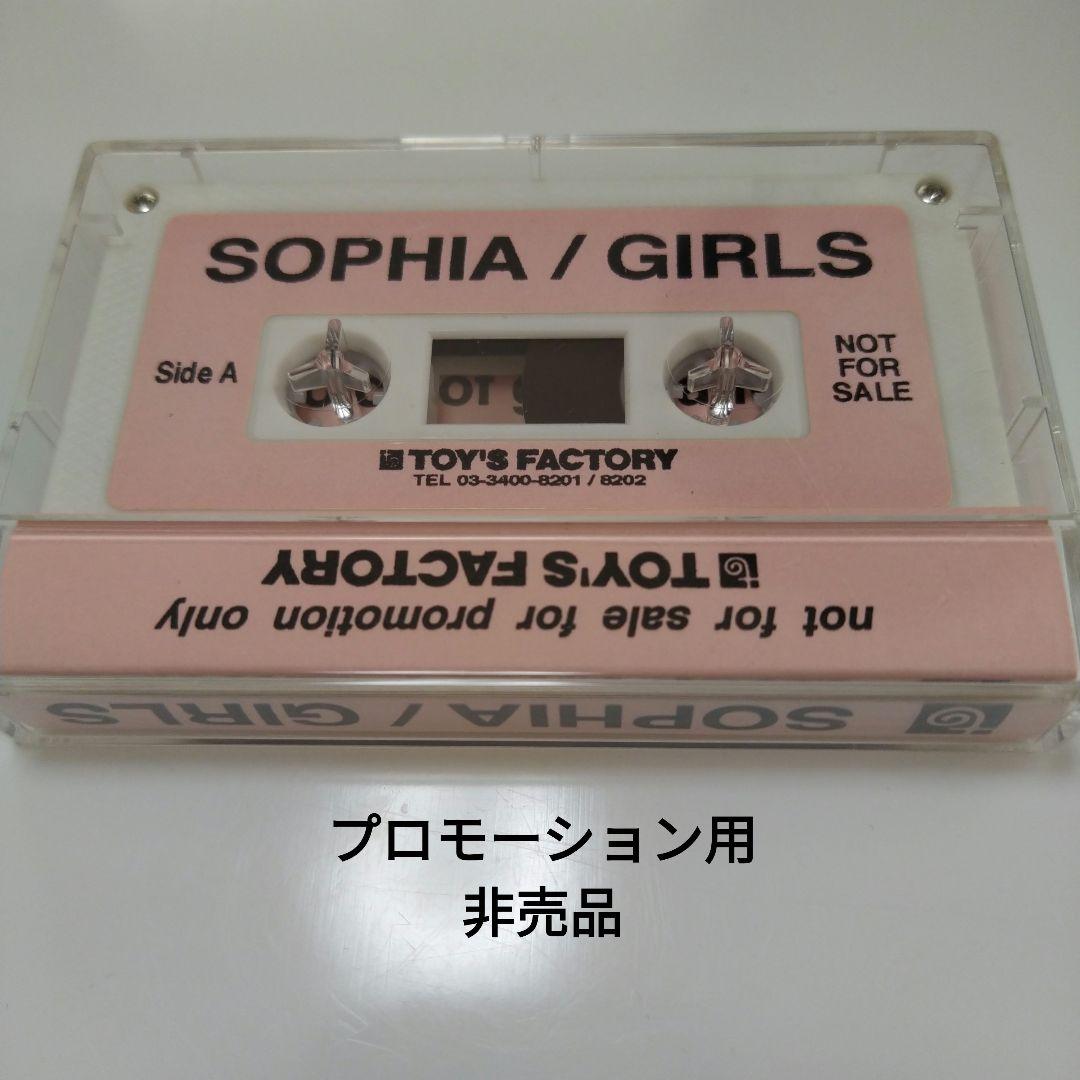 SOPHIA / GIRLS
Side A
NOT
FOR
SALE
TOY'S FACTORY
TEL 03-3400-8201 / 8202
TOY'S FACTORY
not for sale for promotion only
SOPHIA / GIRLS
プロモーション用
非売品